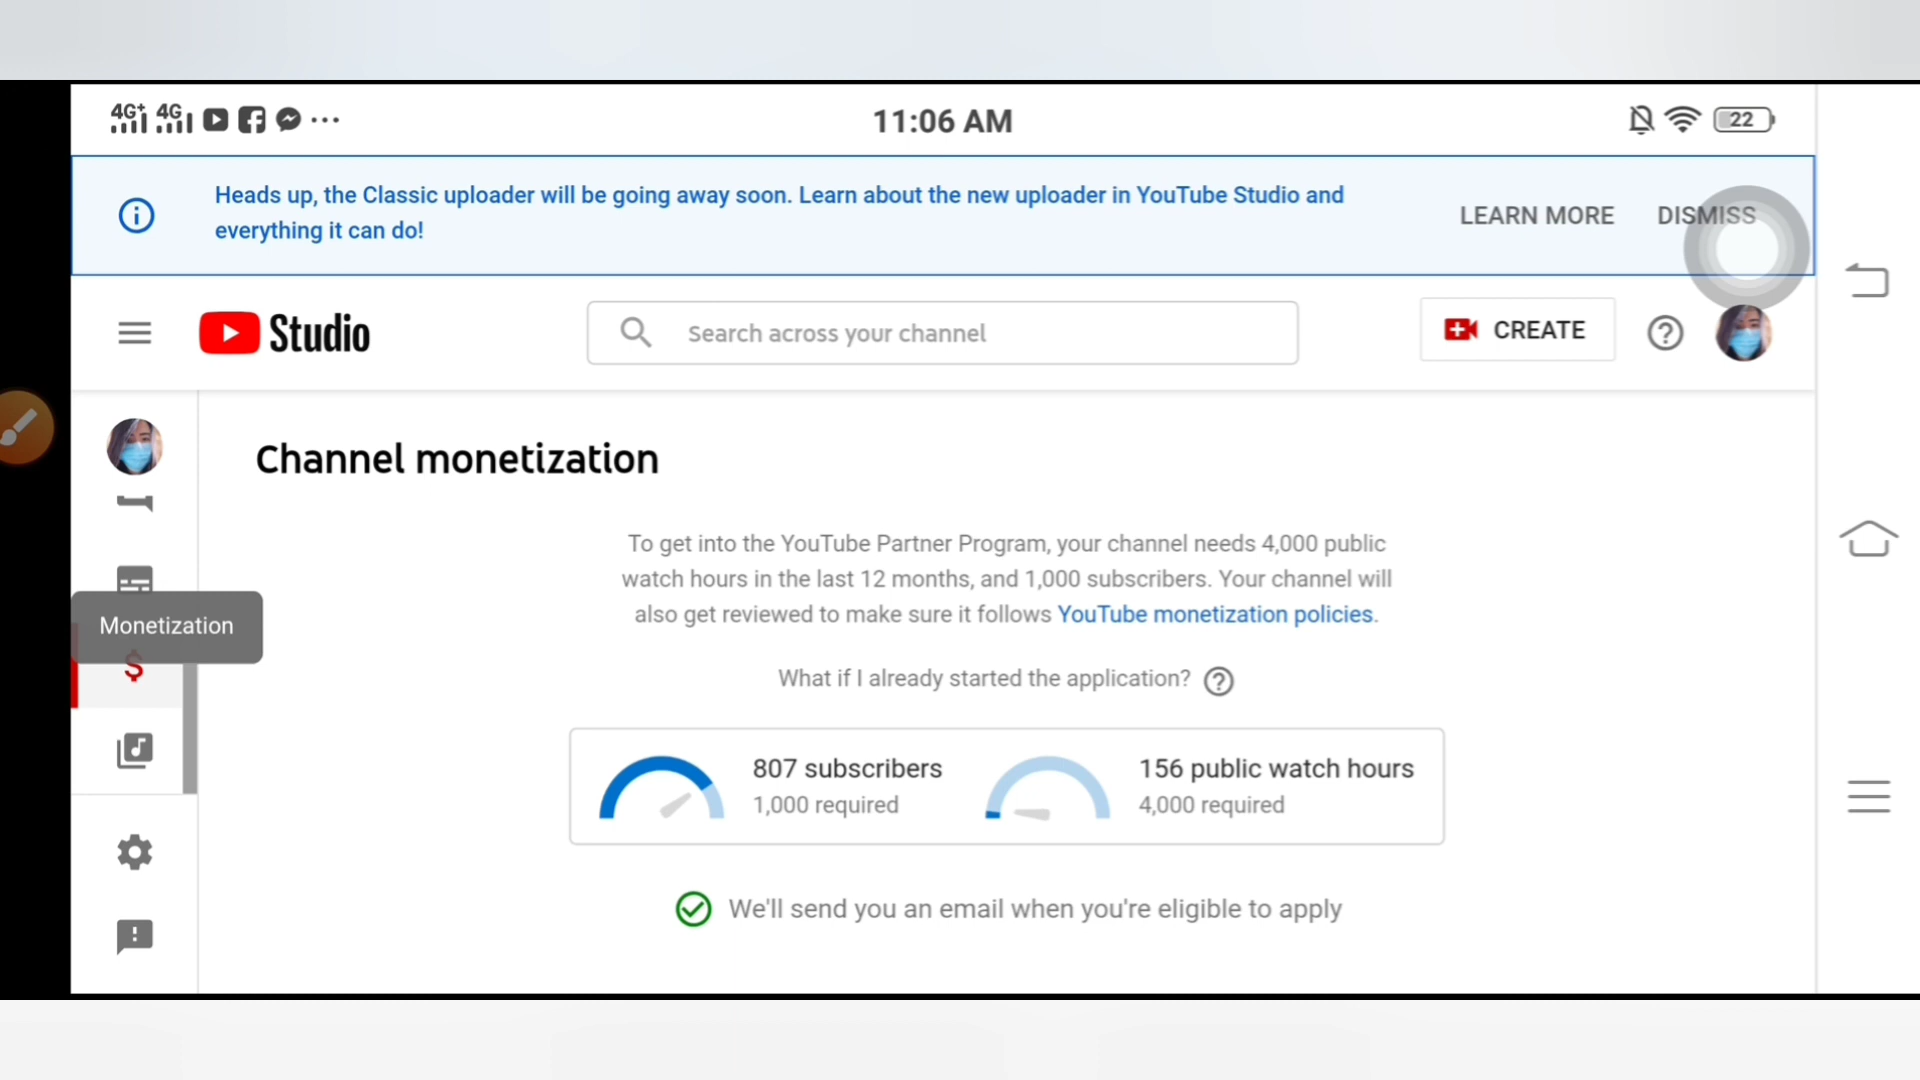 4G+ 4G
11:06 AM
22
Heads up, the Classic uploader will be going away soon. Learn about the new uploader in YouTube Studio and
everything it can do!
LEARN MORE
DISMISS
Studio
Search across your channel
CREATE
Channel monetization
To get into the YouTube Partner Program, your channel needs 4,000 public
watch hours in the last 12 months, and 1,000 subscribers. Your channel will
also get reviewed to make sure it follows YouTube monetization policies.
Monetization
What if I already started the application?
807 subscribers
1,000 required
156 public watch hours
4,000 required
We'll send you an email when you're eligible to apply